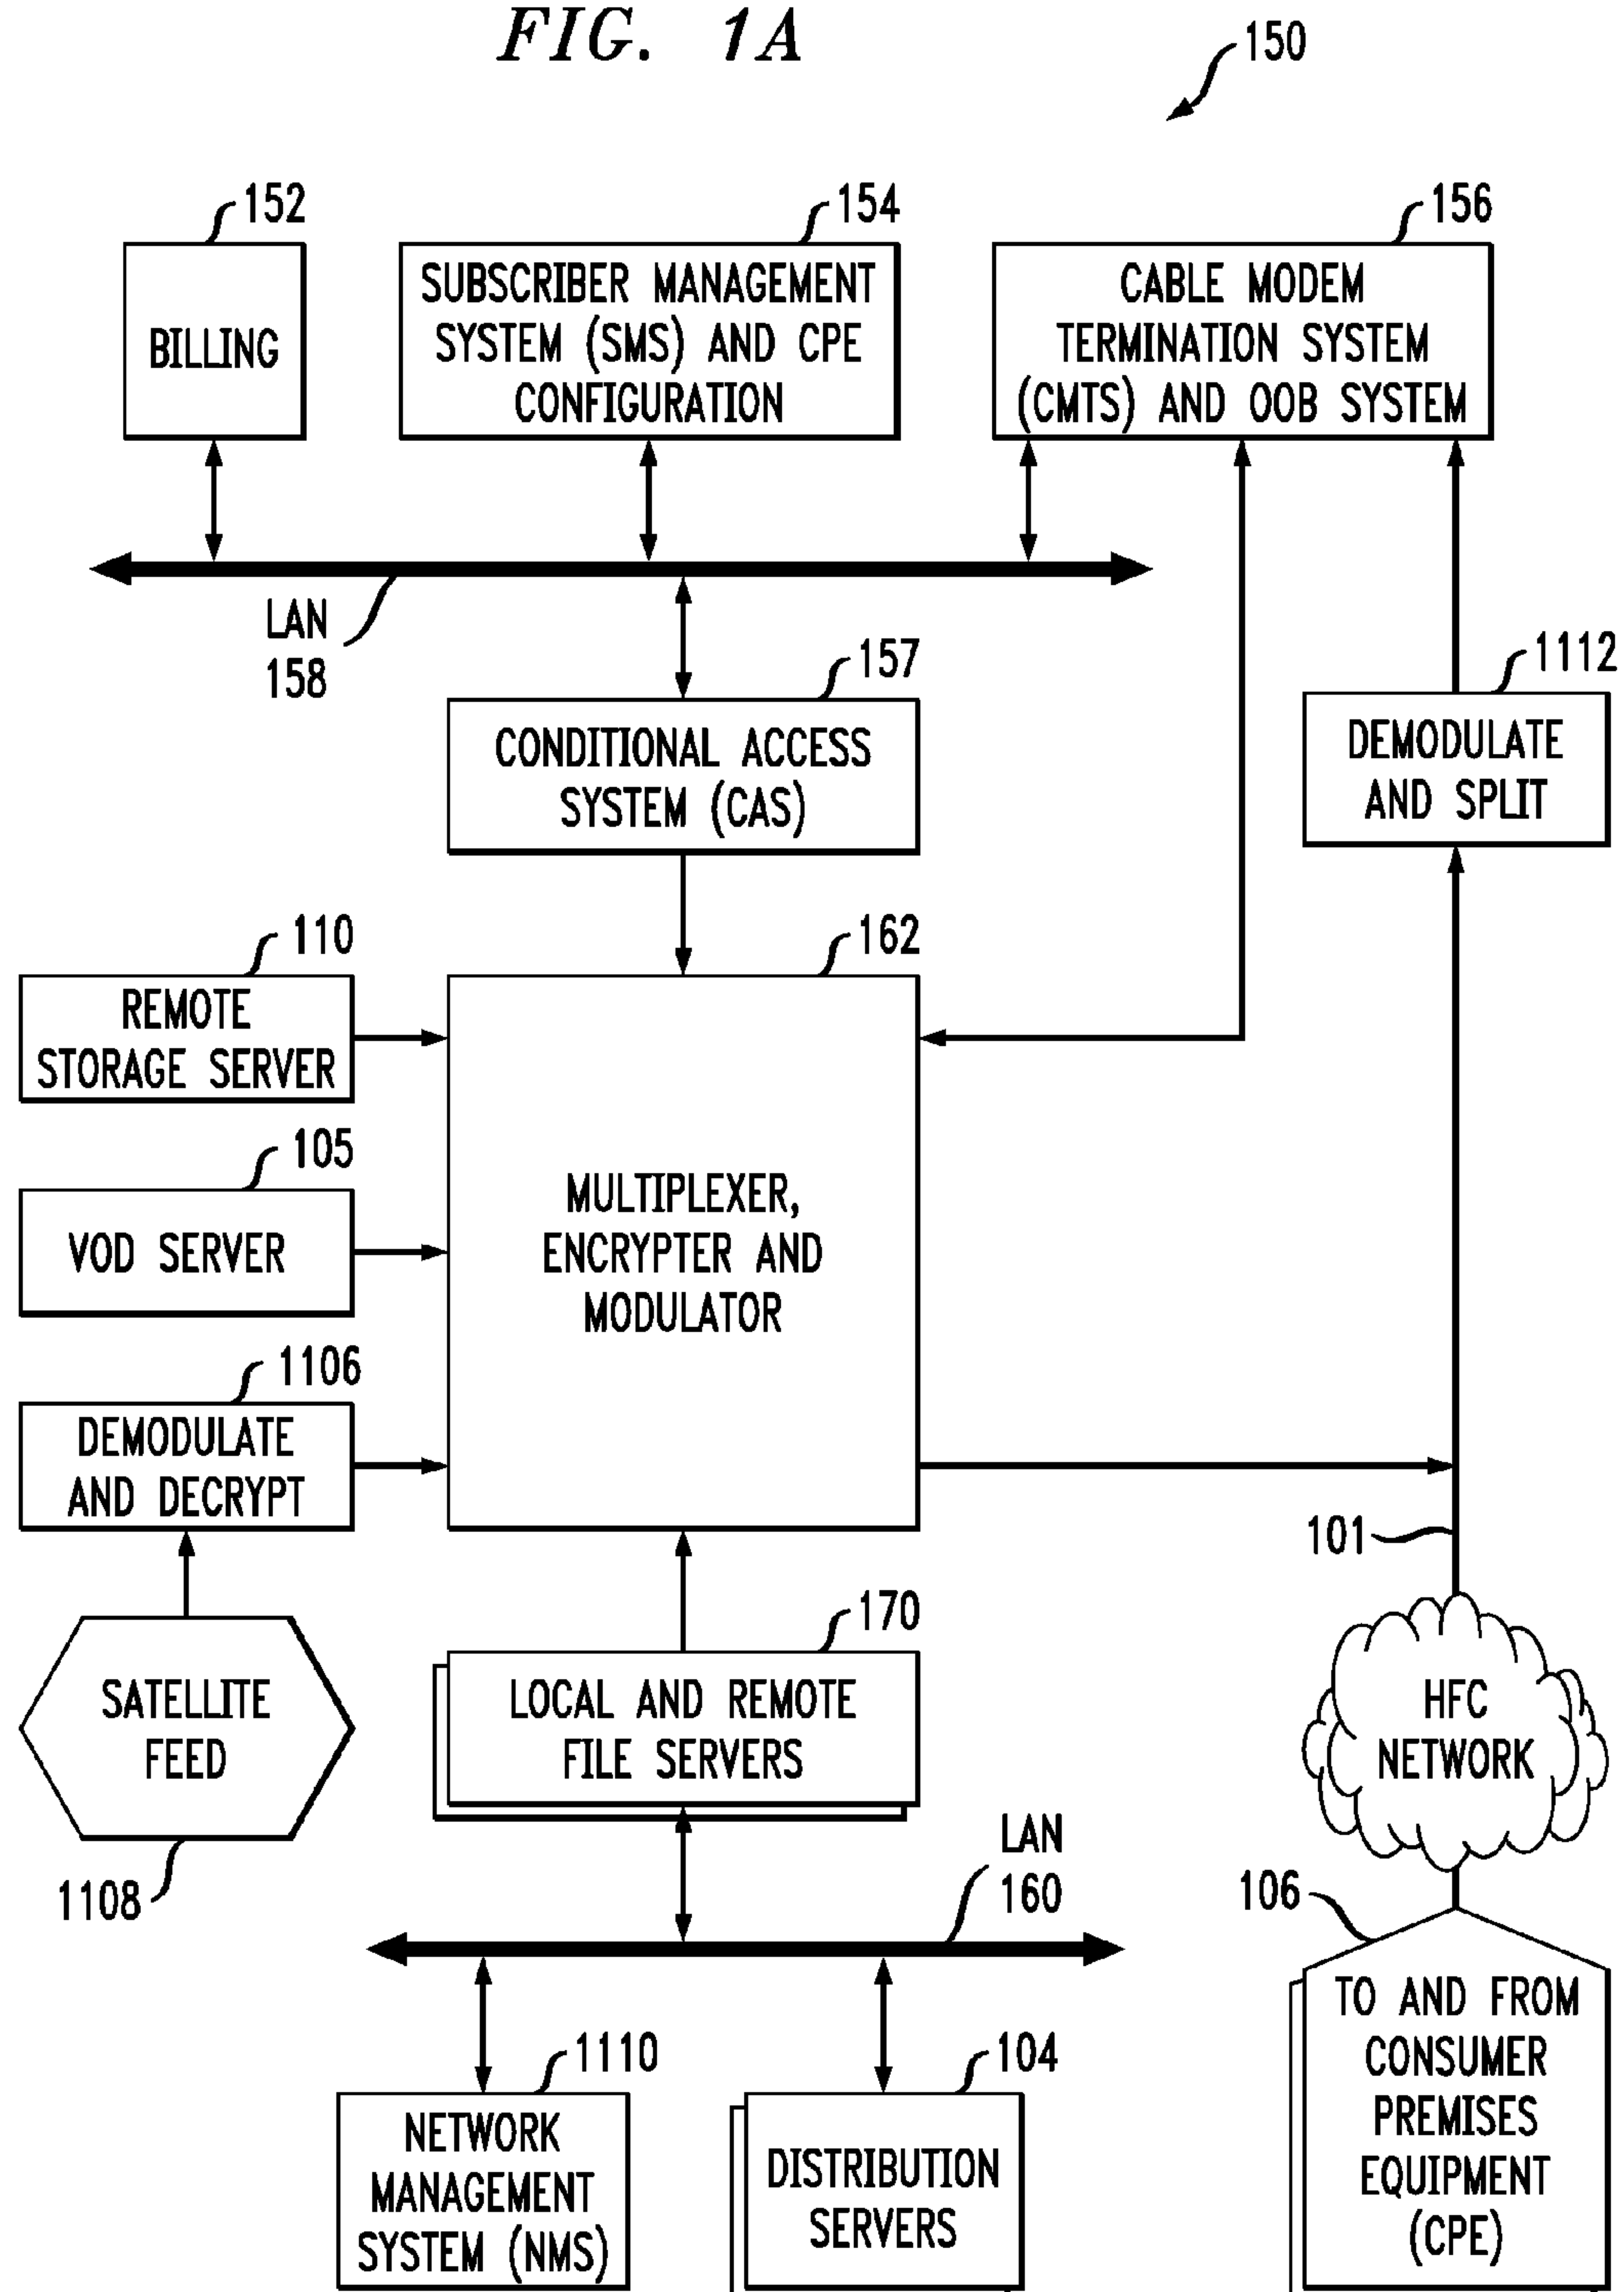 FIG. 1A
150
152
BILLING
154
SUBSCRIBER MANAGEMENT
SYSTEM (SMS) AND CPE
CONFIGURATION
156
CABLE MODEM
TERMINATION SYSTEM
(CMTS) AND OOB SYSTEM
LAN
158
157
CONDITIONAL ACCESS
SYSTEM (CAS)
1112
DEMODULATE
AND SPLIT
110
REMOTE
STORAGE SERVER
162
MULTIPLEXER,
ENCRYPTER AND
MODULATOR
105
VOD SERVER
1106
DEMODULATE
AND DECRYPT
101
SATELLITE
FEED
1108
170
LOCAL AND REMOTE
FILE SERVERS
HFC
NETWORK
LAN
160
106
TO AND FROM
CONSUMER
PREMISES
EQUIPMENT
(CPE)
1110
NETWORK
MANAGEMENT
SYSTEM (NMS)
104
DISTRIBUTION
SERVERS